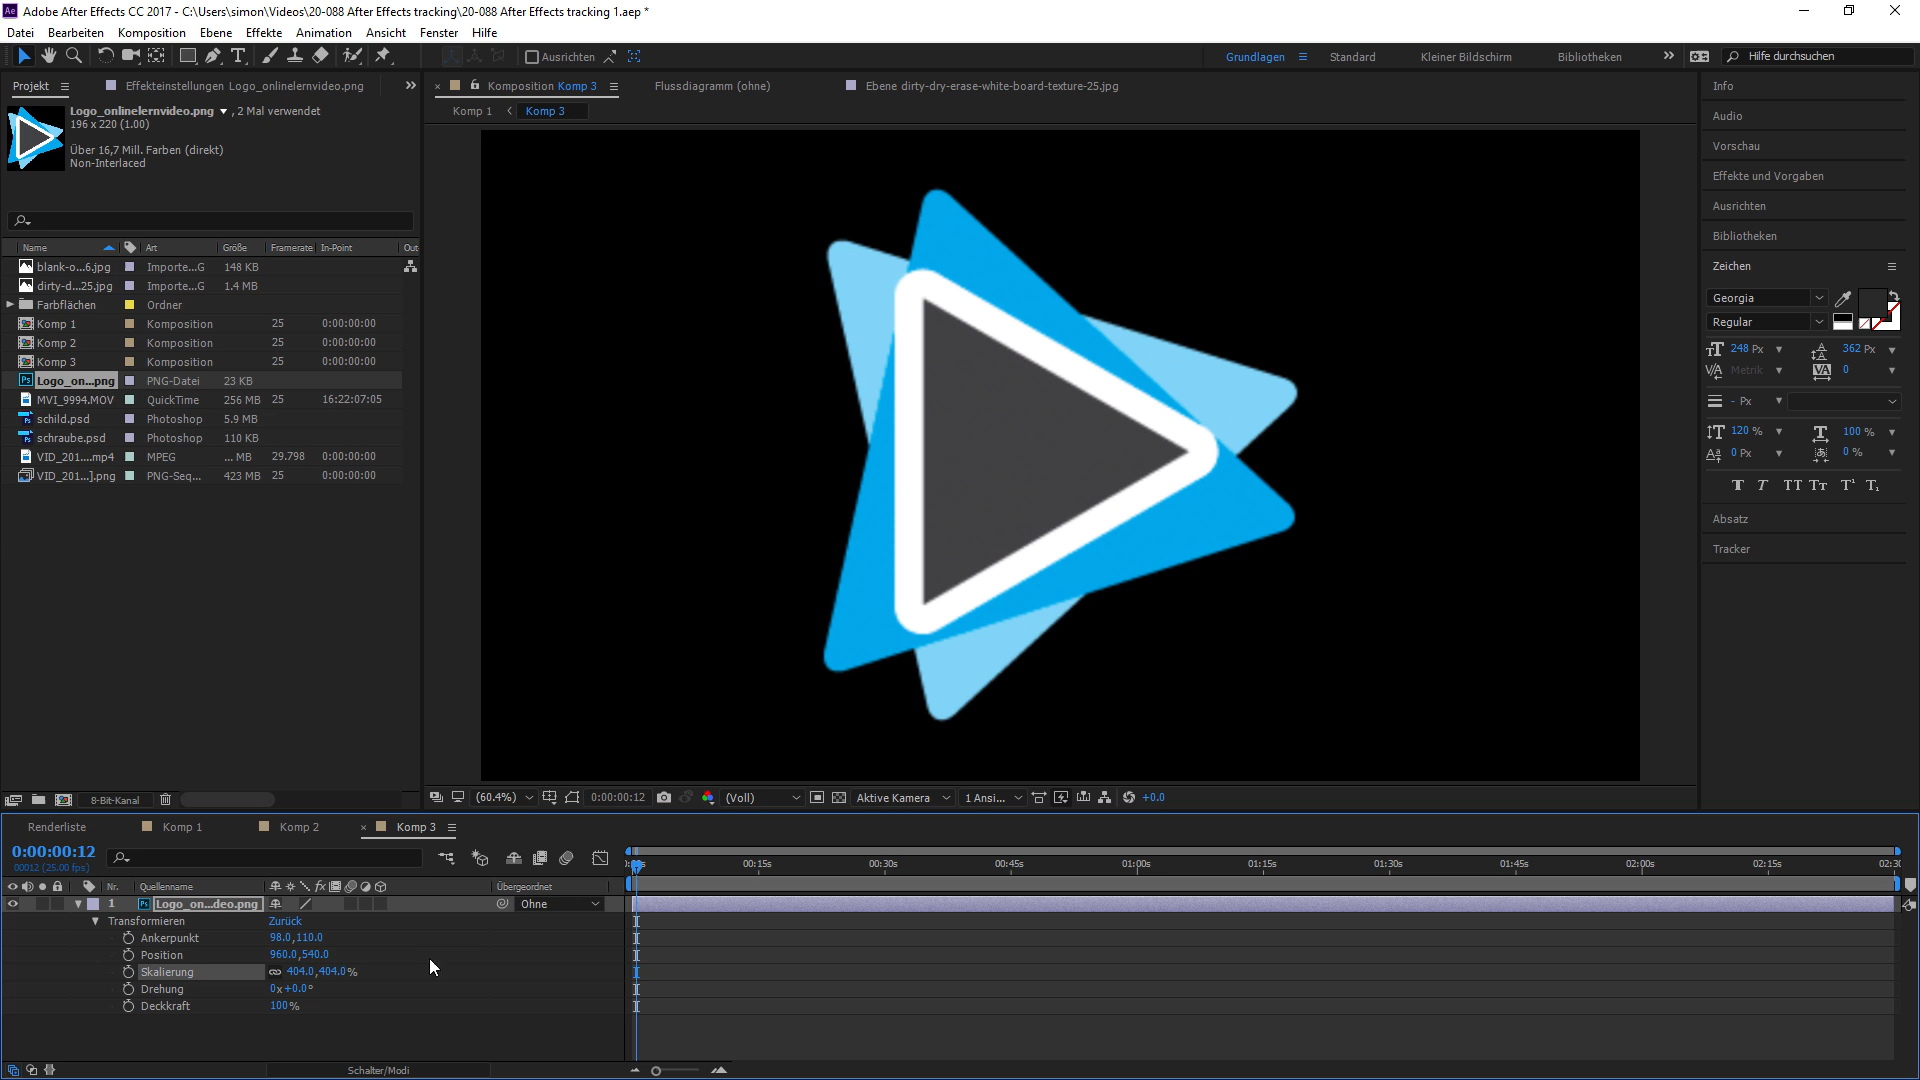 Adobe After Effects CC 2017 - C:\Users\simon\Videos\20-088 After Effects tracking\20-088 After Effects tracking 1.aep *
Datei Bearbeiten Komposition Ebene Effekte Animation Ansicht Fenster Hilfe
Ausrichten Grundlagen Standard Kleiner Bildschirm Bibliotheken Hilfe durchsuchen
Projekt Effekteinstellungen Logo_onlinelernvideo.png
Komposition Komp 3 Flussdiagramm (ohne) Ebene dirty-dry-erase-white-board-texture-25.jpg
Komp 1 Komp 3
Logo_onlinelernvideo.png , 2 Mal verwendet
196 x 220 (1.00)
Über 16,7 Mill. Farben (direkt)
Non-Interlaced
Name Art Größe Framerate In-Point Out
blank-o...6.jpg Importe...G 148 KB
dirty-d...25.jpg Importe...G 1.4 MB
Farbflächen Ordner
Komp 1 Komposition 25 0:00:00:00
Komp 2 Komposition 25 0:00:00:00
Komp 3 Komposition 25 0:00:00:00
Logo_on...png PNG-Datei 23 KB
MVI_9994.MOV QuickTime 256 MB 25 16:22:07:05
schild.psd Photoshop 5.9 MB
schraube.psd Photoshop 110 KB
VID_201....mp4 MPEG ... MB 29.798 0:00:00:00
VID_201...].png PNG-Seq... 423 MB 25 0:00:00:00
8-Bit-Kanal
(60.4%) 0:00:00:12 (Voll) Aktive Kamera 1 Ansi... +0.0
Info
Audio
Vorschau
Effekte und Vorgaben
Ausrichten
Bibliotheken
Zeichen
Georgia
Regular
248 Px 362 Px
Metrik 0
- Px
120 % 100 %
0 Px 0 %
Absatz
Tracker
Renderliste Komp 1 Komp 2 Komp 3
0:00:00:12
00012 (25.00 fps)
00:15s 00:30s 00:45s 01:00s 01:15s 01:30s 01:45s 02:00s 02:15s 02:30
Nr. Quellenname Übergeordnet
1 Logo_on...deo.png Ohne
Transformieren Zurück
Ankerpunkt 98.0,110.0
Position 960.0,540.0
Skalierung 404.0,404.0%
Drehung 0x+0.0°
Deckkraft 100%
Schalter/Modi